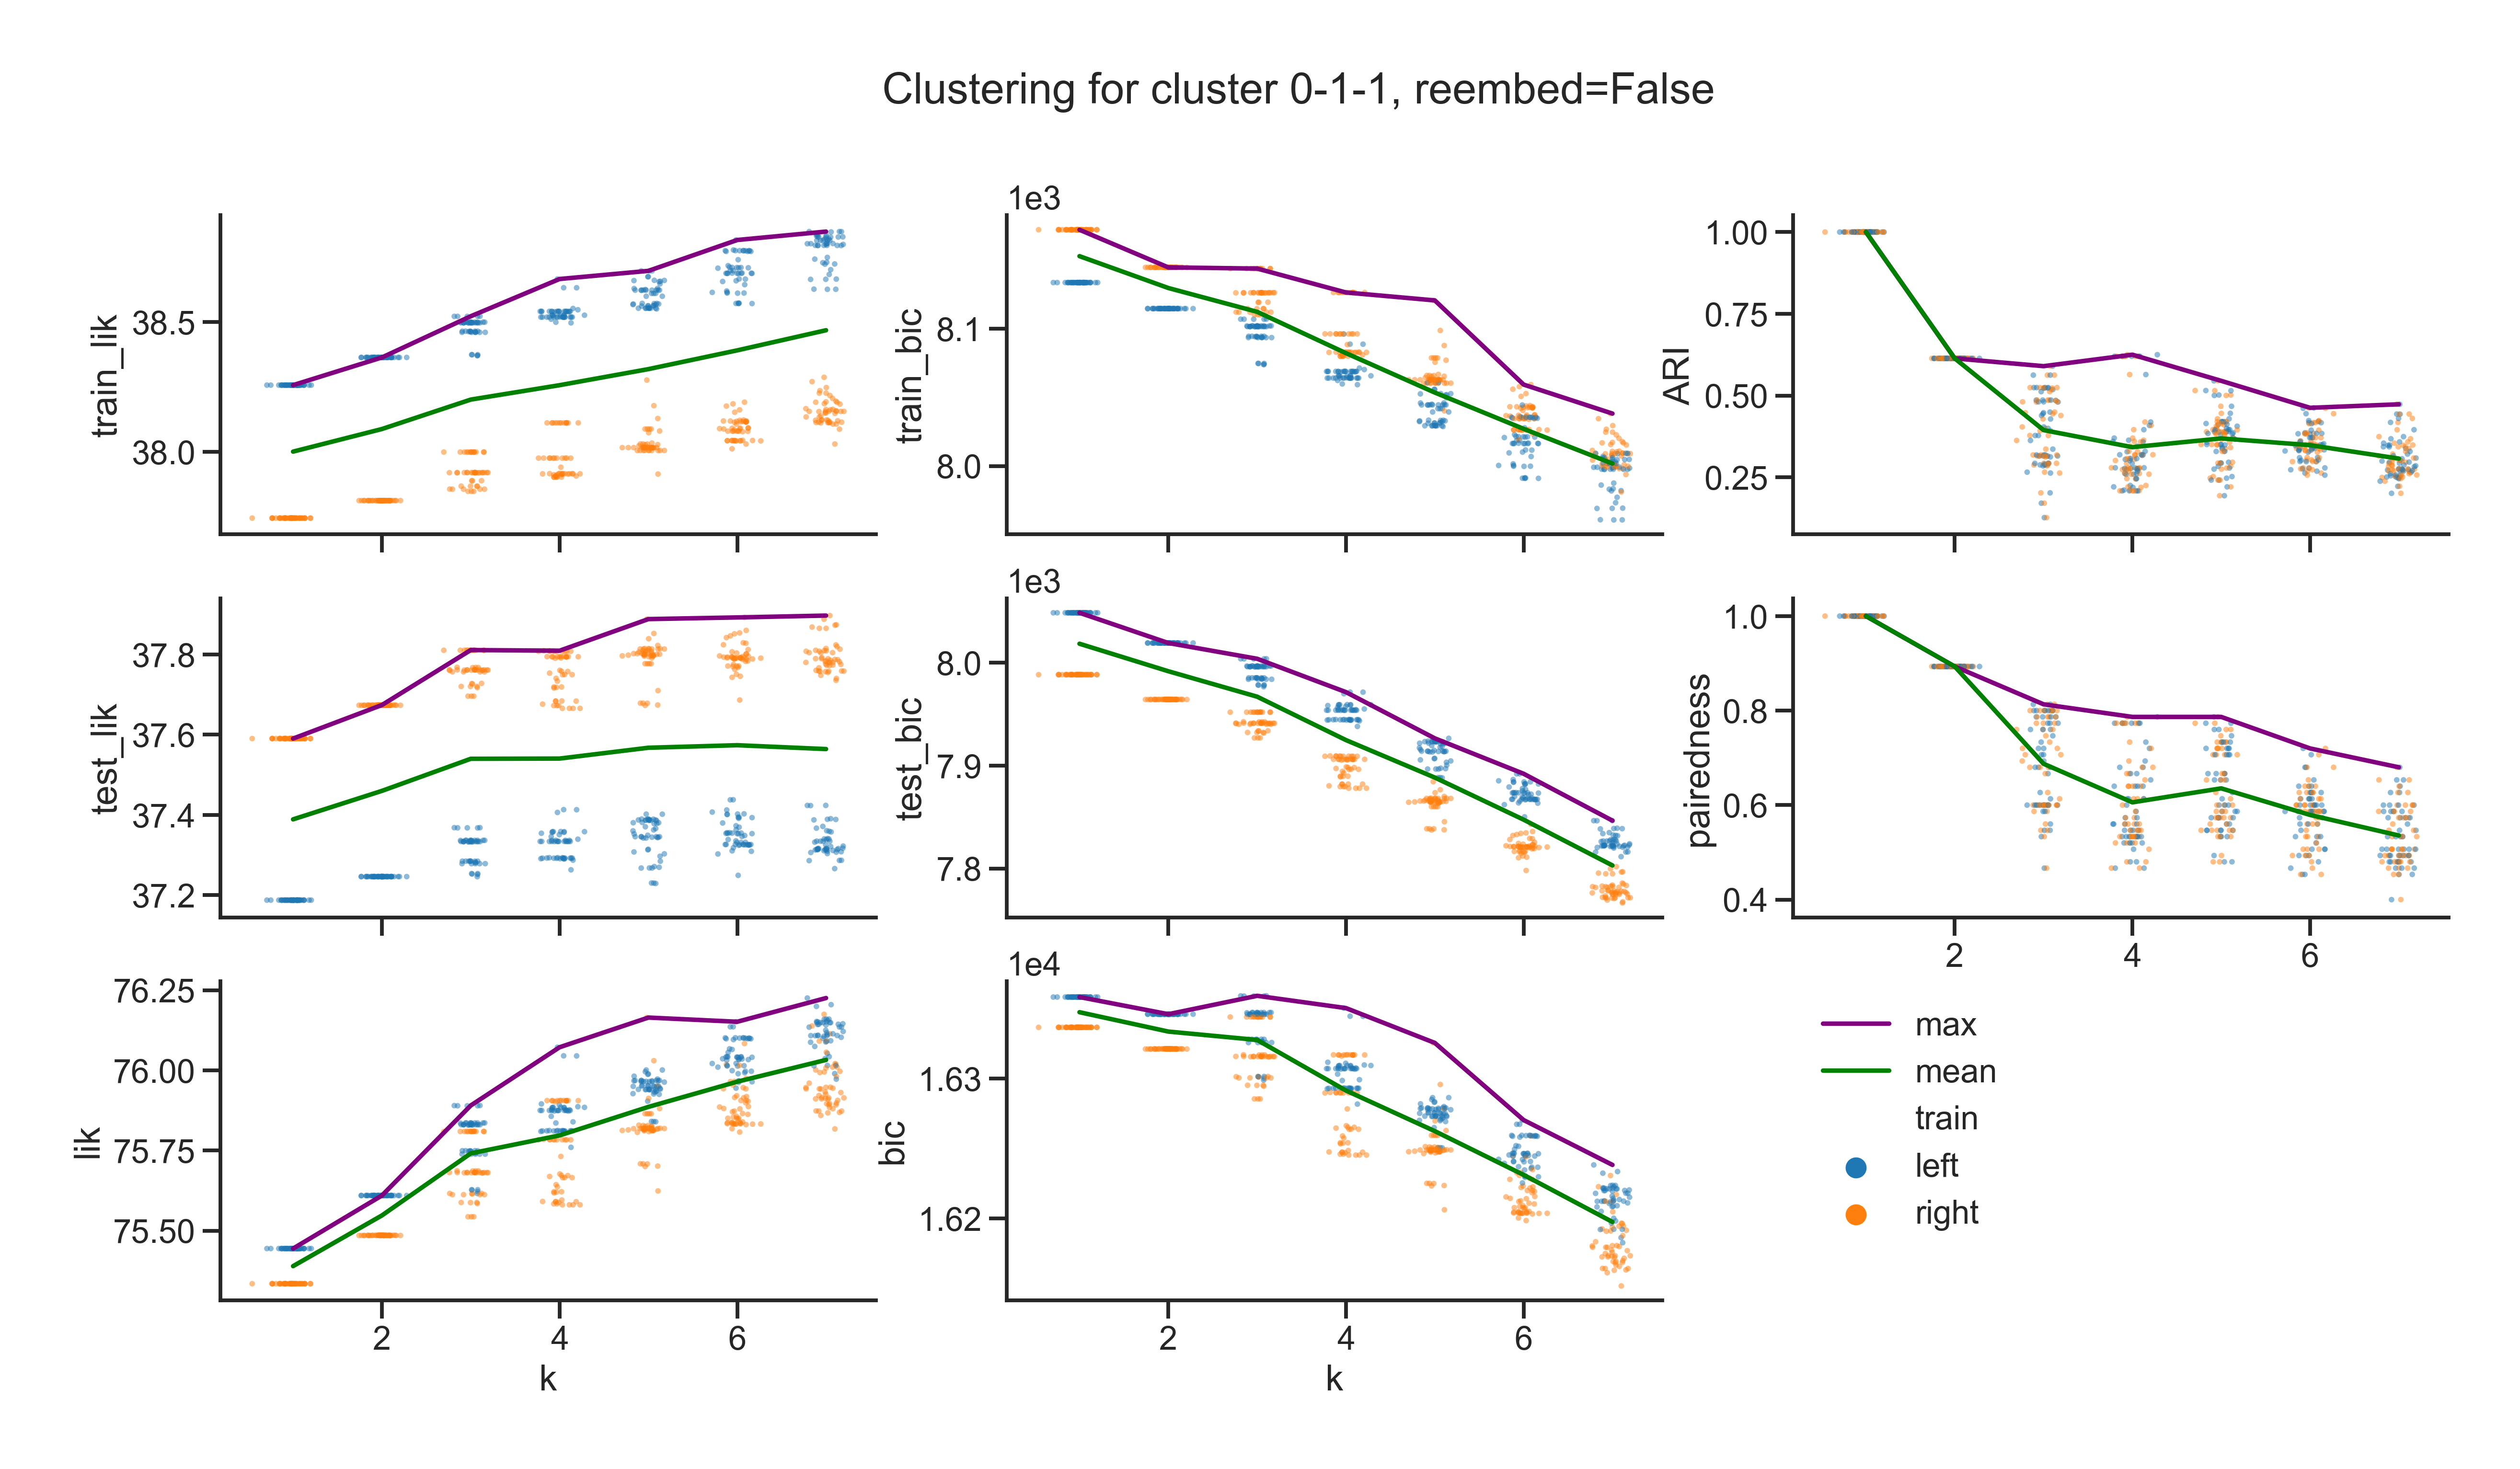 Clustering for cluster 0-1-1, reembed=False
train_lik
38.5
38.0
1e3
train_bic
8.1
8.0
ARI
1.00
0.75
0.50
0.25
test_lik
37.8
37.6
37.4
37.2
1e3
test_bic
8.0
7.9
7.8
pairedness
1.0
0.8
0.6
0.4
2
4
6
lik
76.25
76.00
75.75
75.50
2
4
6
k
1e4
bic
1.63
1.62
2
4
6
k
max
mean
train
left
right